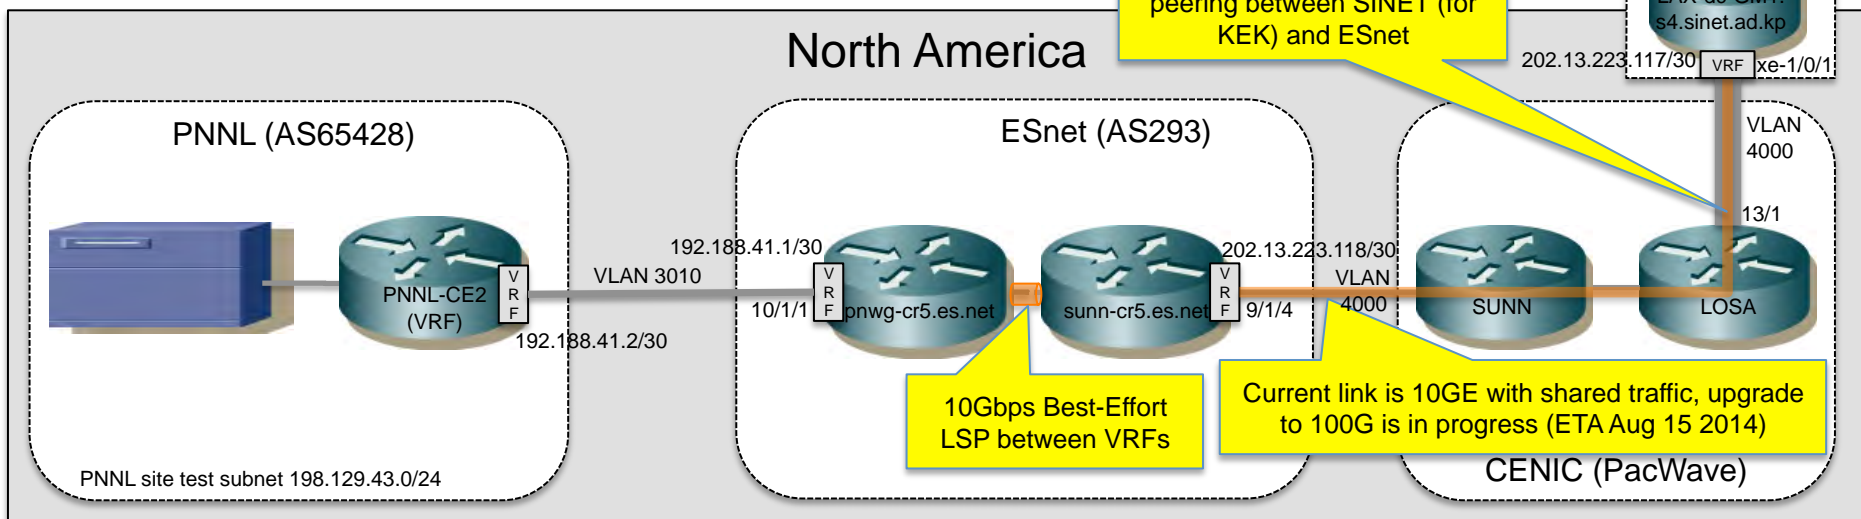 peering between SINET (for
KEK) and ESnet
s4.sinet.ad.kp
North America
202.13.223.117/30
VRF
xe-1/0/1
PNNL (AS65428)
ESnet (AS293)
VLAN
4000
13/1
192.188.41.1/30
202.13.223.118/30
VLAN 3010
VLAN
4000
PNNL-CE2
(VRF)
VRF
10/1/1
VRF
pnwg-cr5.es.net
sunn-cr5.es.net
VRF
9/1/4
SUNN
LOSA
192.188.41.2/30
10Gbps Best-Effort
LSP between VRFs
Current link is 10GE with shared traffic, upgrade
to 100G is in progress (ETA Aug 15 2014)
CENIC (PacWave)
PNNL site test subnet 198.129.43.0/24